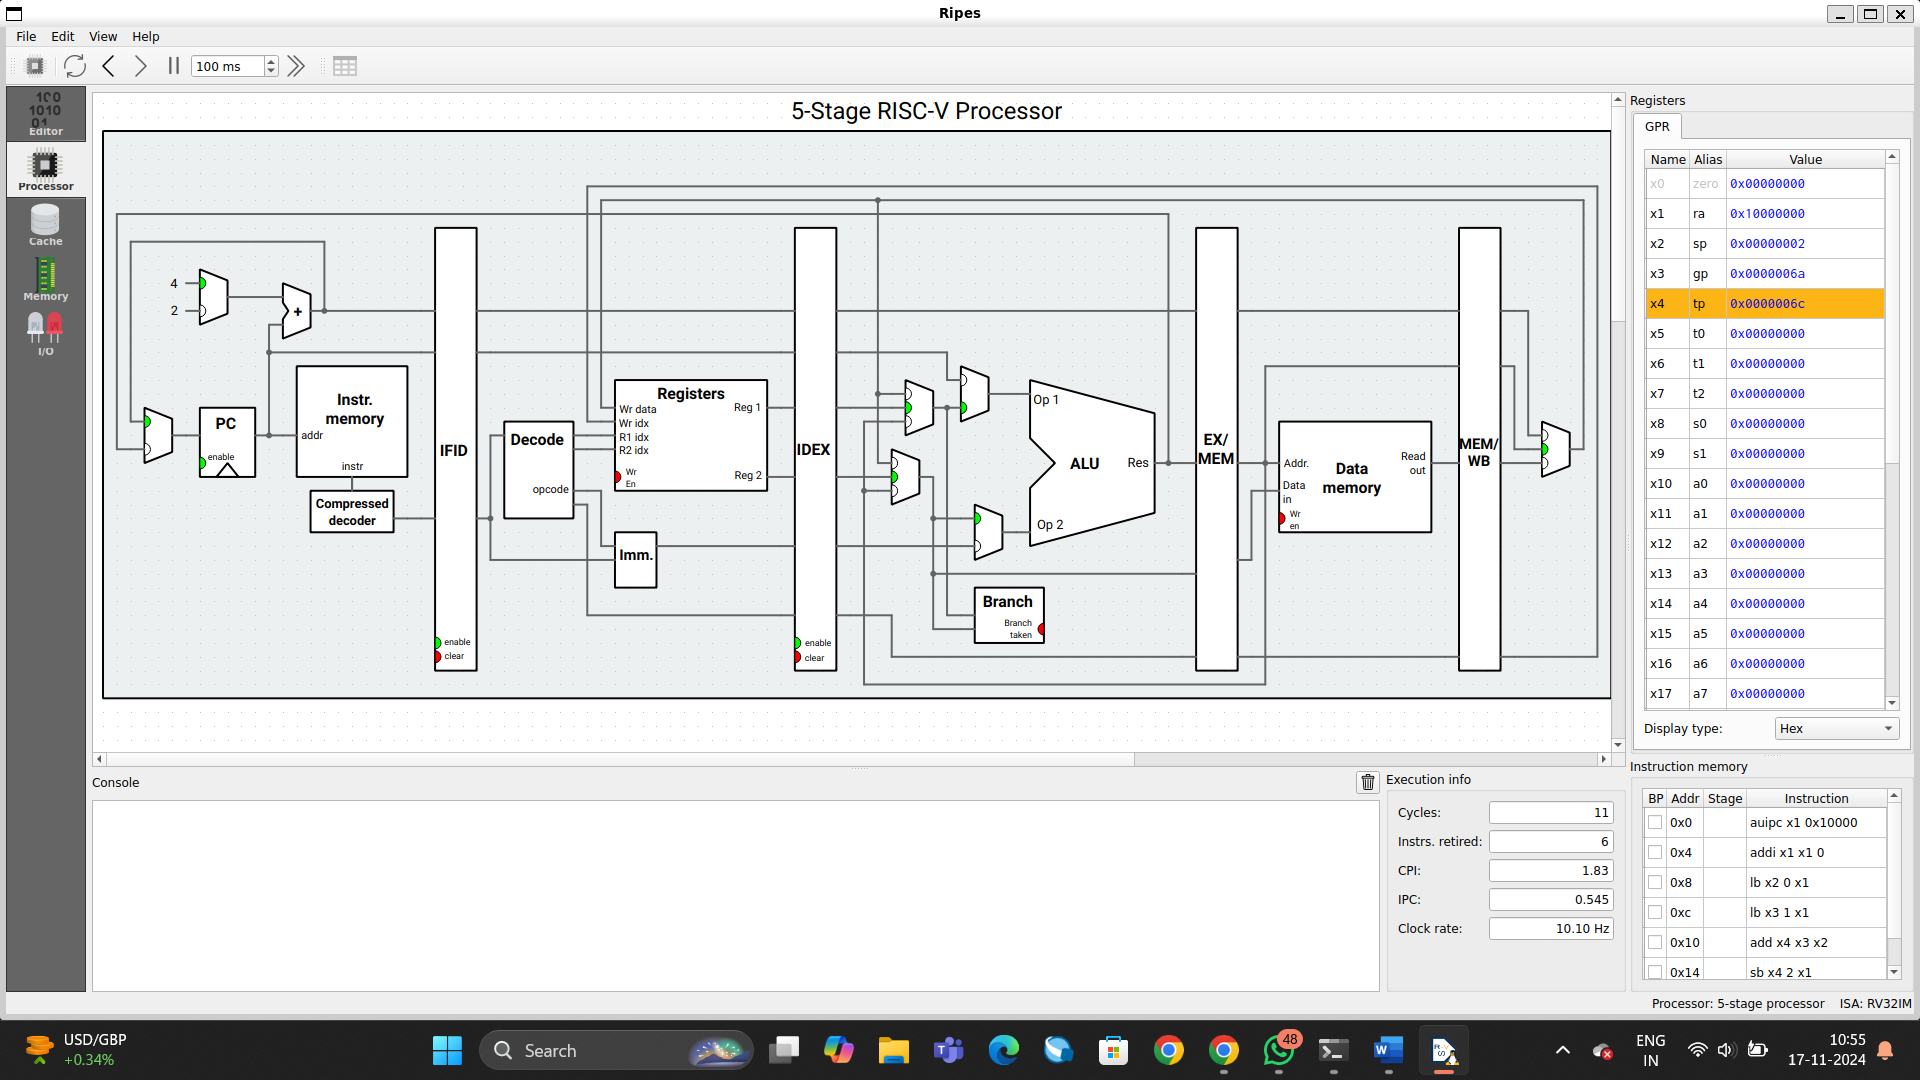 Ripes
File Edit View Help
100 ms
Editor
Processor
Cache
Memory
I/O
5-Stage RISC-V Processor
4
2
+
PC
enable
Instr. memory
addr
instr
Compressed decoder
IFID
enable
clear
Decode
opcode
Registers
Wr data
Wr idx
R1 idx
R2 idx
Wr En
Reg 1
Reg 2
Imm.
IDEX
enable
clear
Op 1
ALU
Res
Op 2
Branch
Branch taken
EX/ MEM
Addr.
Data in
Wr en
Data memory
Read out
MEM/ WB
Registers
GPR
Name Alias Value
x0 zero 0x00000000
x1 ra 0x10000000
x2 sp 0x00000002
x3 gp 0x0000006a
x4 tp 0x0000006c
x5 t0 0x00000000
x6 t1 0x00000000
x7 t2 0x00000000
x8 s0 0x00000000
x9 s1 0x00000000
x10 a0 0x00000000
x11 a1 0x00000000
x12 a2 0x00000000
x13 a3 0x00000000
x14 a4 0x00000000
x15 a5 0x00000000
x16 a6 0x00000000
x17 a7 0x00000000
Display type: Hex
Console
Execution info
Cycles: 11
Instrs. retired: 6
CPI: 1.83
IPC: 0.545
Clock rate: 10.10 Hz
Instruction memory
BP Addr Stage Instruction
0x0 auipc x1 0x10000
0x4 addi x1 x1 0
0x8 lb x2 0 x1
0xc lb x3 1 x1
0x10 add x4 x3 x2
0x14 sb x4 2 x1
Processor: 5-stage processor ISA: RV32IM
USD/GBP
+0.34%
Search
48
ENG
IN
10:55
17-11-2024